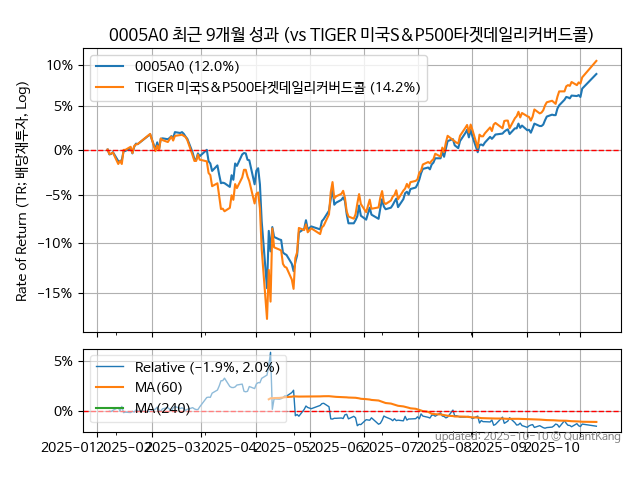 0005A0 최근 9개월 성과 (vs TIGER 미국S&P500타겟데일리커버드콜)
Rate of Return (TR: 배당재투자, Log)
10%
5%
0%
−5%
−10%
−15%
0005A0 (12.0%)
TIGER 미국S&P500타겟데일리커버드콜 (14.2%)
5%
0%
Relative (−1.9%, 2.0%)
MA(60)
MA(240)
2025−01 2025−02 2025−03 2025−04 2025−05 2025−06 2025−07 2025−08 2025−09 2025−10
updated: 2025−10−10 © QuantKang